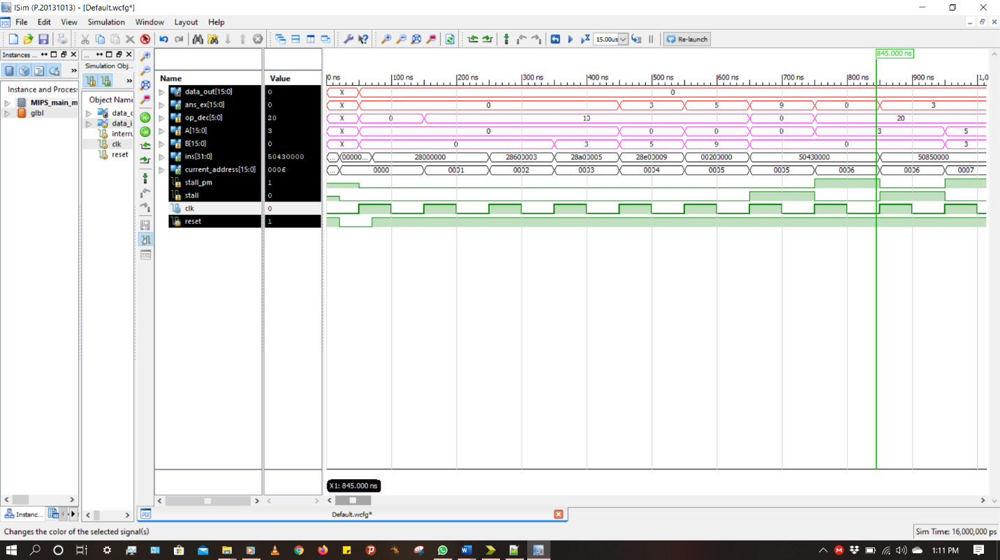 ISim (P.20131013) - [Default.wcfg*]
File Edit View Simulation Window Layout Help
15.00us Re-launch
Instances ...
...
Simulation Obj...
Instance and Process
MIPS_main_m
glbl
Object Name
data_o
data_i
interru
clk
reset
Name Value
data_out[15:0] 0
ans_ex[15:0] 0
op_dec[5:0] 20
A[15:0] 3
B[15:0] 0
ins[31:0] 50430000
current_address[15:0] 0006
stall_pm 1
stall 0
clk 0
reset 1
845.000 ns
0 ns 100 ns 200 ns 300 ns 400 ns 500 ns 600 ns 700 ns 800 ns 900 ns 1,0
X 0
X 0 3 5 9 0 3
X 0 10 0 20
X 0 0 0 0 3 5
X 0 3 5 9 0 3
... 00000... 28000000 28600003 28a00005 28e00009 00200000 50430000 50850000
... 0000 0001 0002 0003 0004 0005 0005 0006 0006 0007
X1: 845.000 ns
Instanc...
Default.wcfg*
Changes the color of the selected signal(s)
Sim Time: 16,000,000 ps
1:11 PM